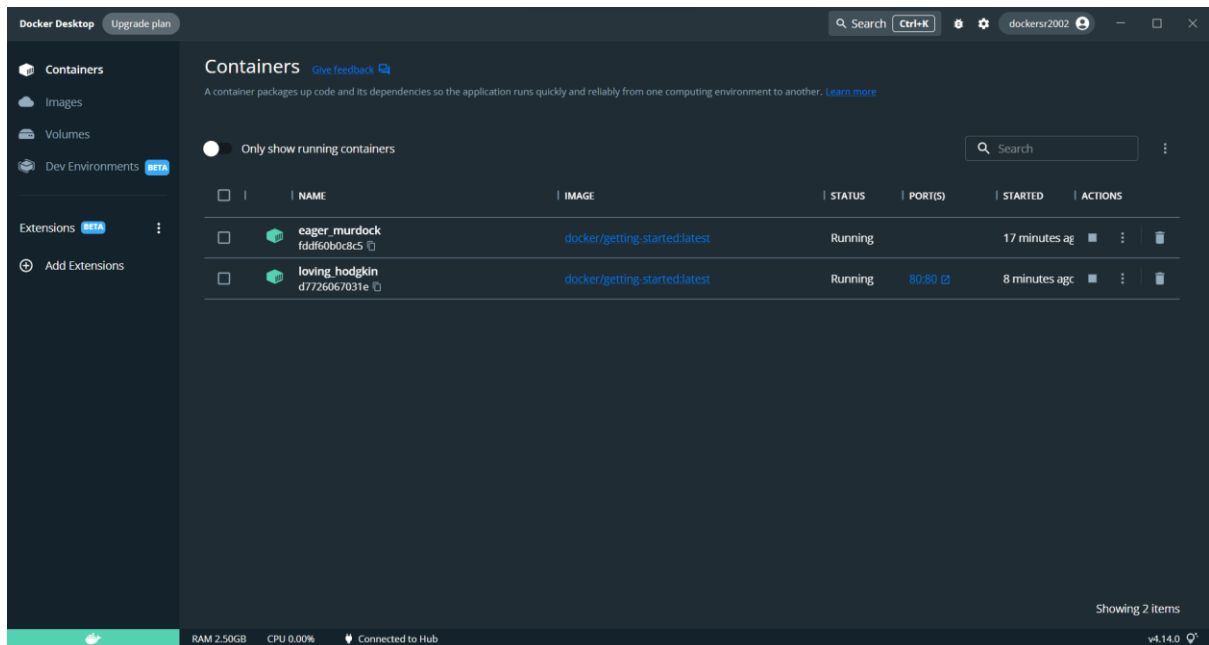 Docker Desktop Upgrade plan Search Ctrl+K dockersr2002
Containers
Images
Volumes
Dev Environments BETA
Extensions BETA
Add Extensions
Containers Give feedback
A container packages up code and its dependencies so the application runs quickly and reliably from one computing environment to another. Learn more
Only show running containers Search
NAME IMAGE STATUS PORT(S) STARTED ACTIONS
eager_murdock docker/getting-started:latest Running 17 minutes ag
fddf60b0c8c5
loving_hodgkin docker/getting-started:latest Running 80:80 8 minutes agc
d7726067031e
Showing 2 items
RAM 2.50GB CPU 0.00% Connected to Hub v4.14.0